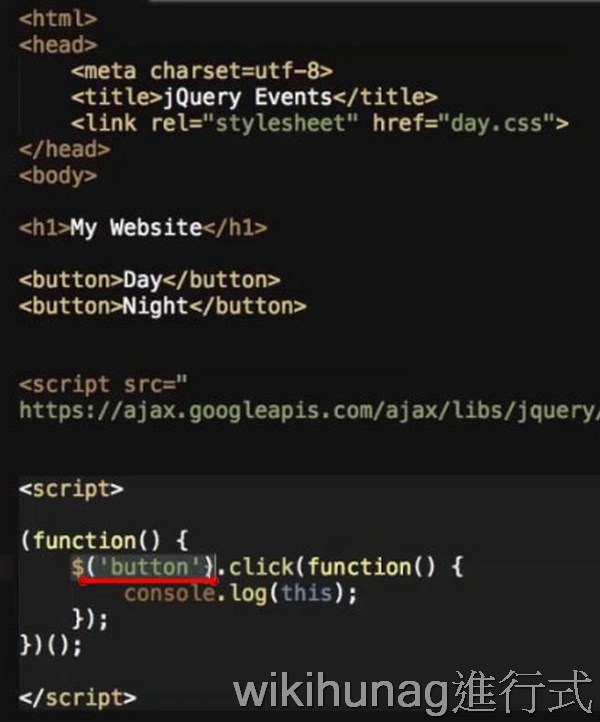 <html>
<head>
<meta charset=utf-8>
<title>jQuery Events</title>
<link rel="stylesheet" href="day.css">
</head>
<body>
<h1>My Website</h1>
<button>Day</button>
<button>Night</button>
<script src="
https://ajax.googleapis.com/ajax/libs/jquery/
<script>
(function() {
$('button').click(function() {
console.log(this);
});
})();
</script>
wikihunag進行式